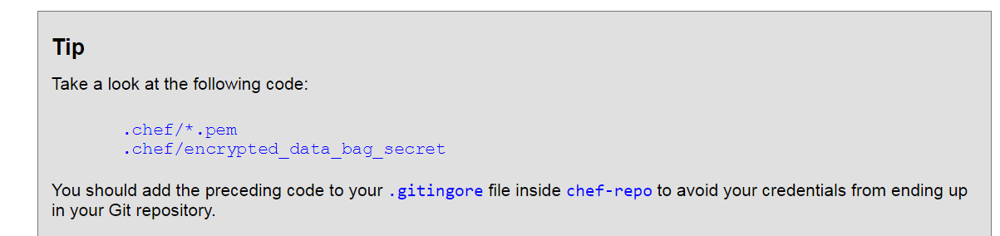 Tip
Take a look at the following code:
.chef/*.pem
.chef/encrypted_data_bag_secret
You should add the preceding code to your .gitingore file inside chef-repo to avoid your credentials from ending up
in your Git repository.